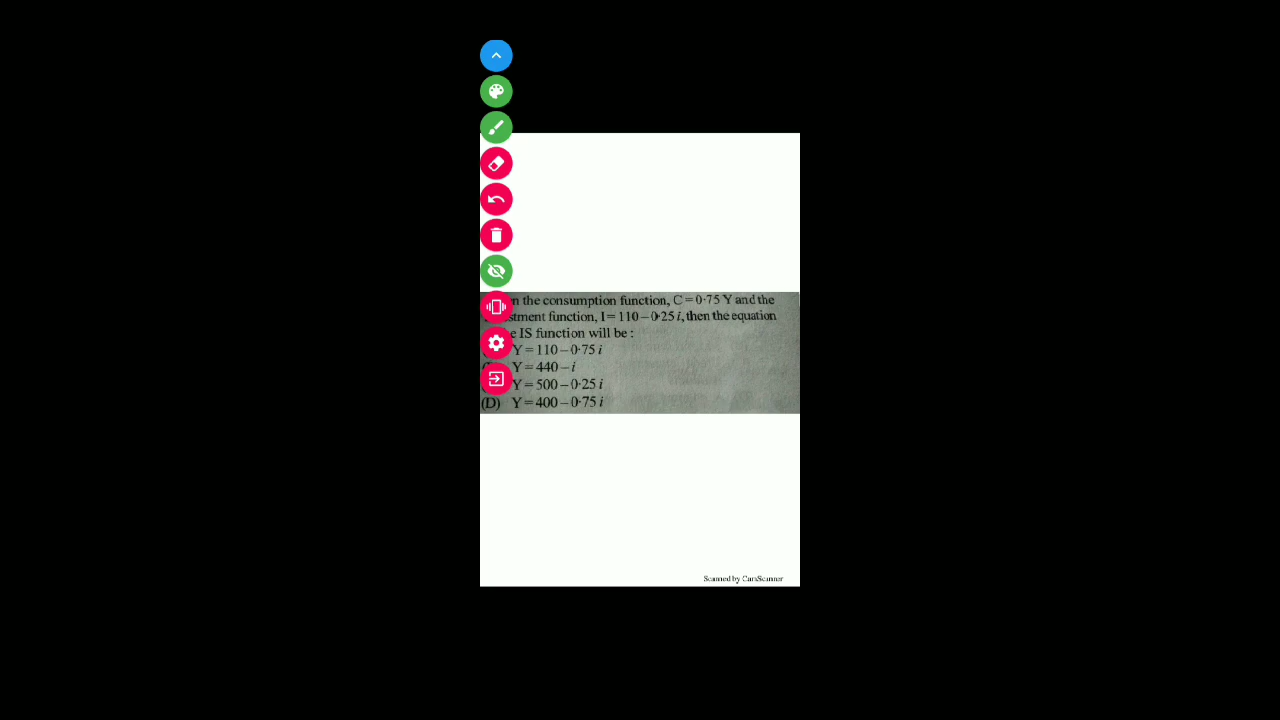 n the consumption function, C = 0·75 Y and the
stment function, I = 110 – 0·25 i, then the equation
e IS function will be :
Y = 110 – 0·75 i
Y = 440 – i
Y = 500 – 0·25 i
(D) Y = 400 – 0·75 i
Scanned by CamScanner